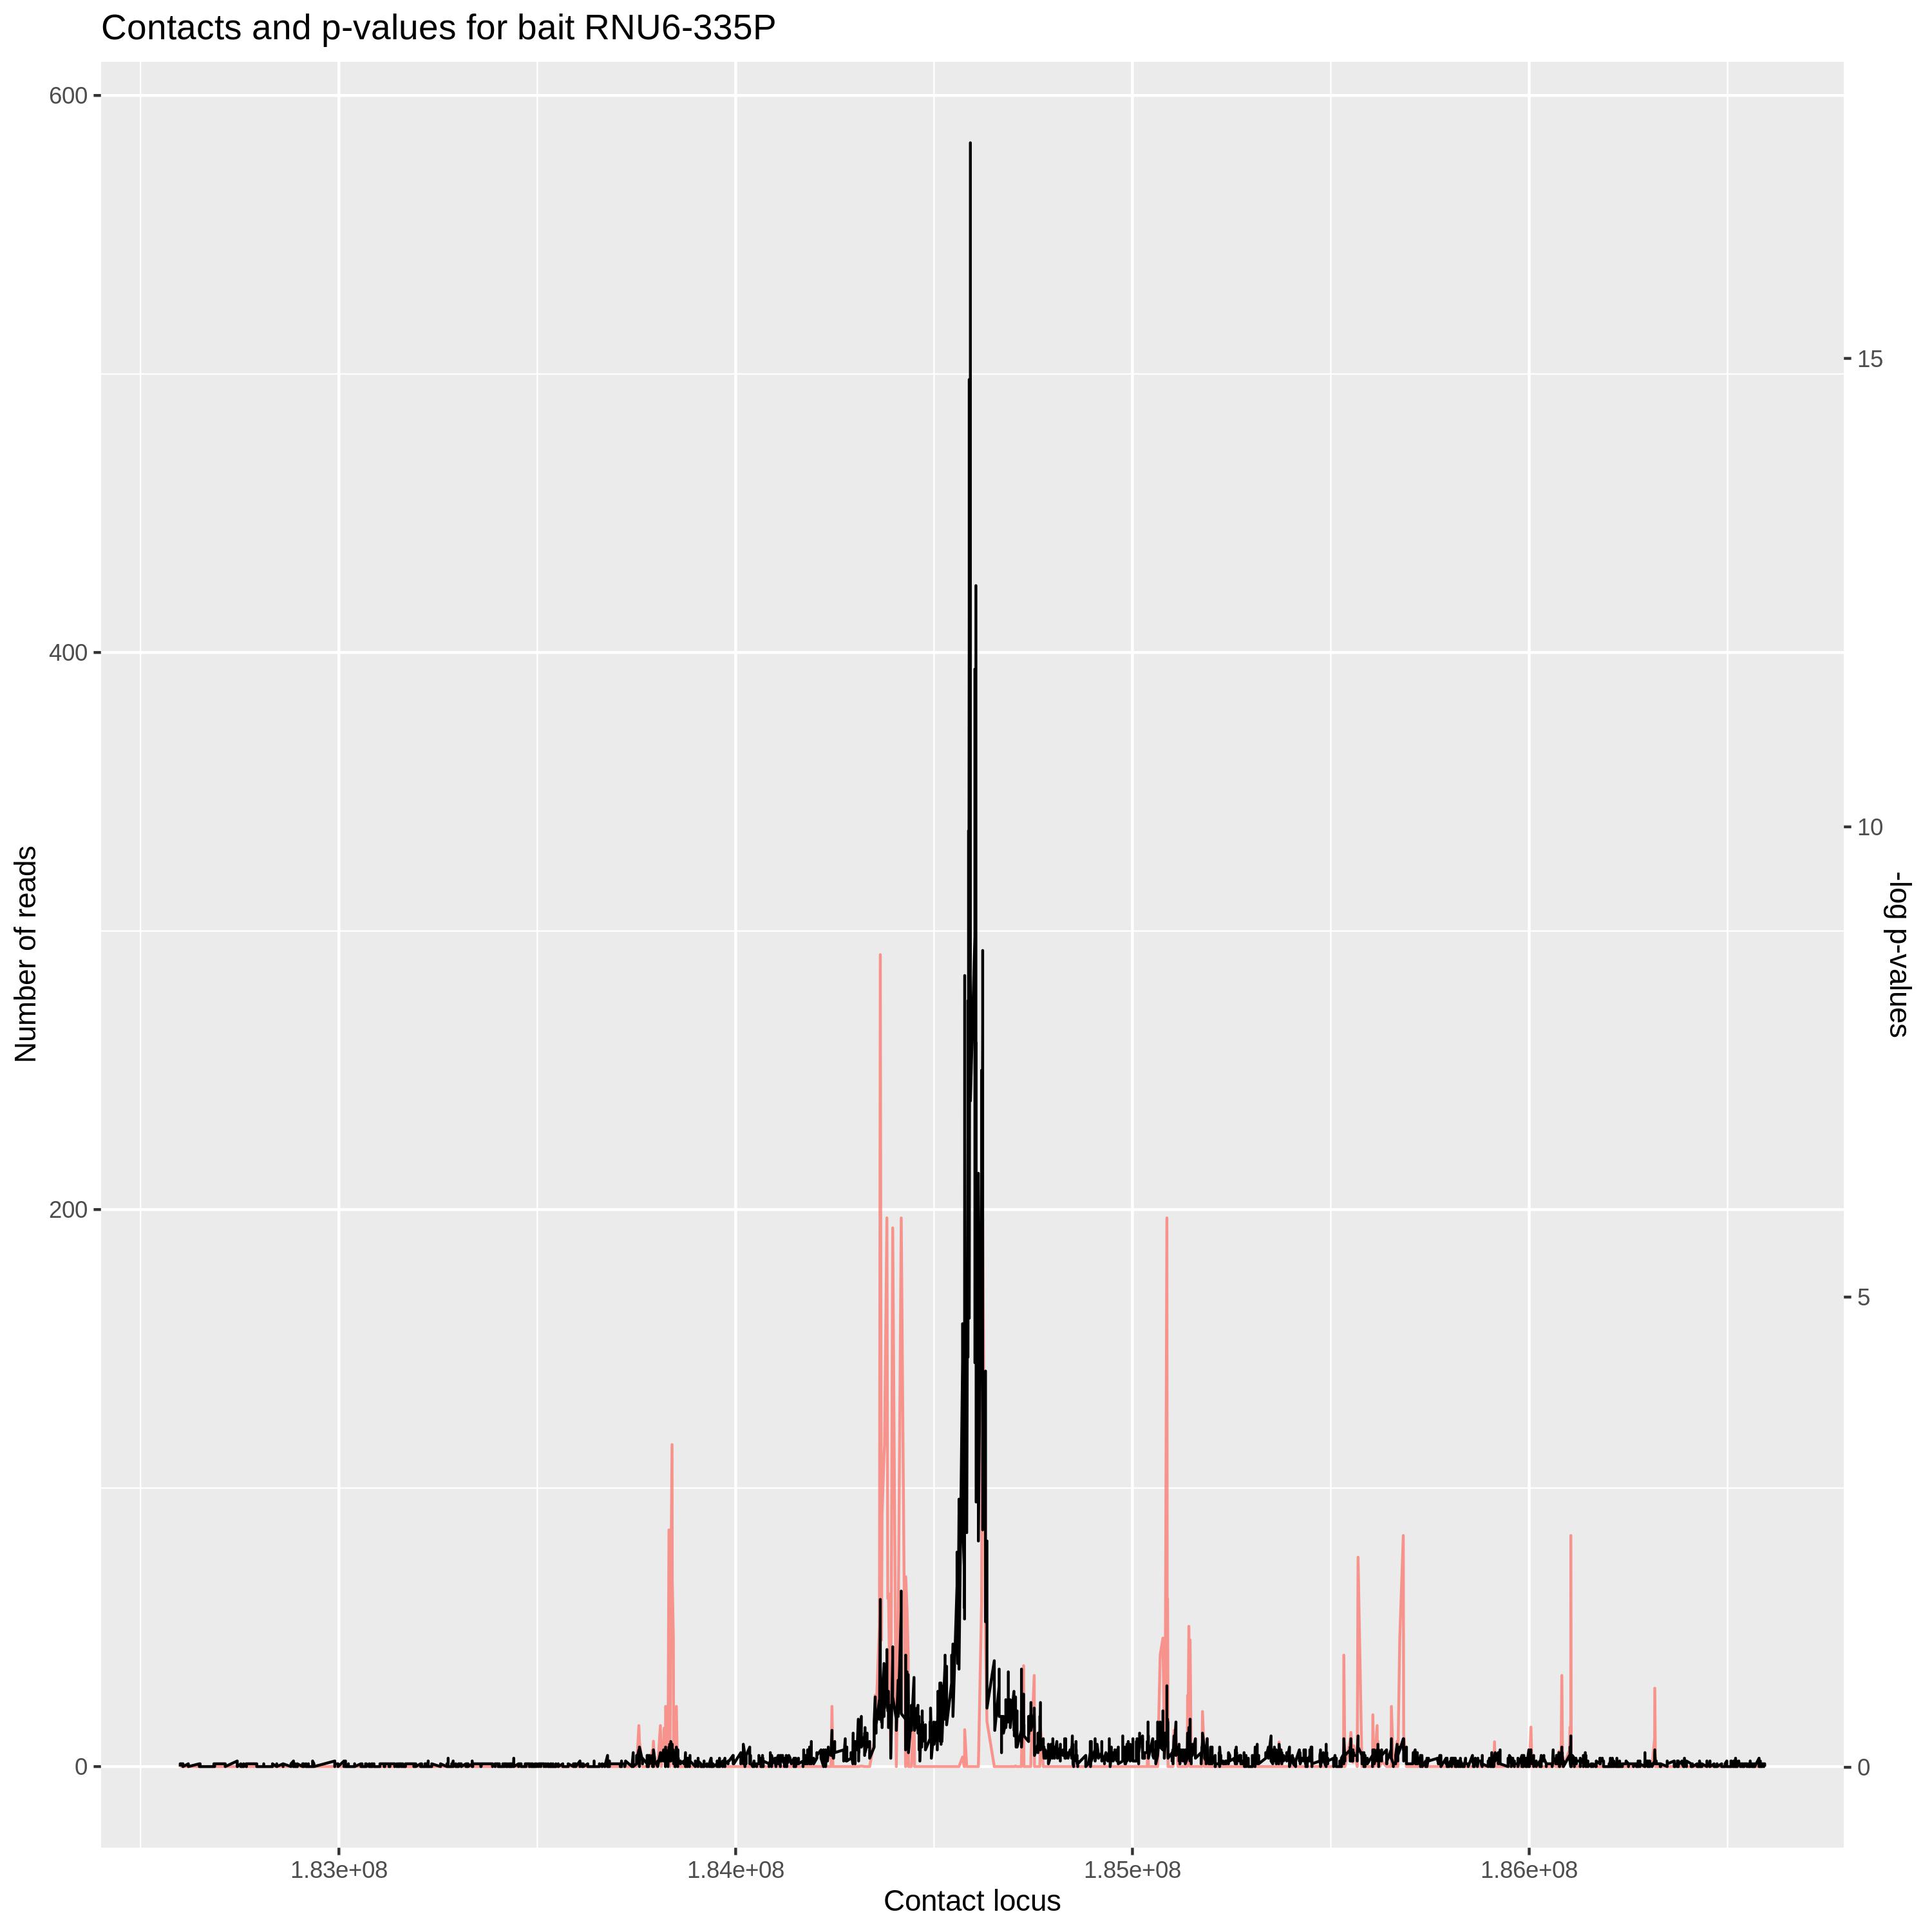 Contacts and p-values for bait RNU6-335P
600
400
200
0
15
10
5
0
Number of reads
-log p-values
1.83e+08
1.84e+08
1.85e+08
1.86e+08
Contact locus